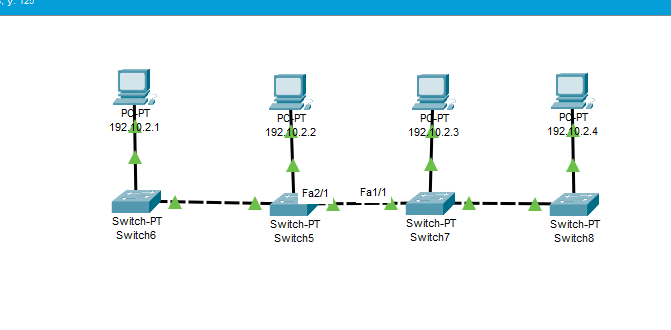 PC-PT
192.10.2.1
PC-PT
192.10.2.2
PC-PT
192.10.2.3
PC-PT
192.10.2.4
Fa2/1
Fa1/1
Switch-PT
Switch6
Switch-PT
Switch5
Switch-PT
Switch7
Switch-PT
Switch8